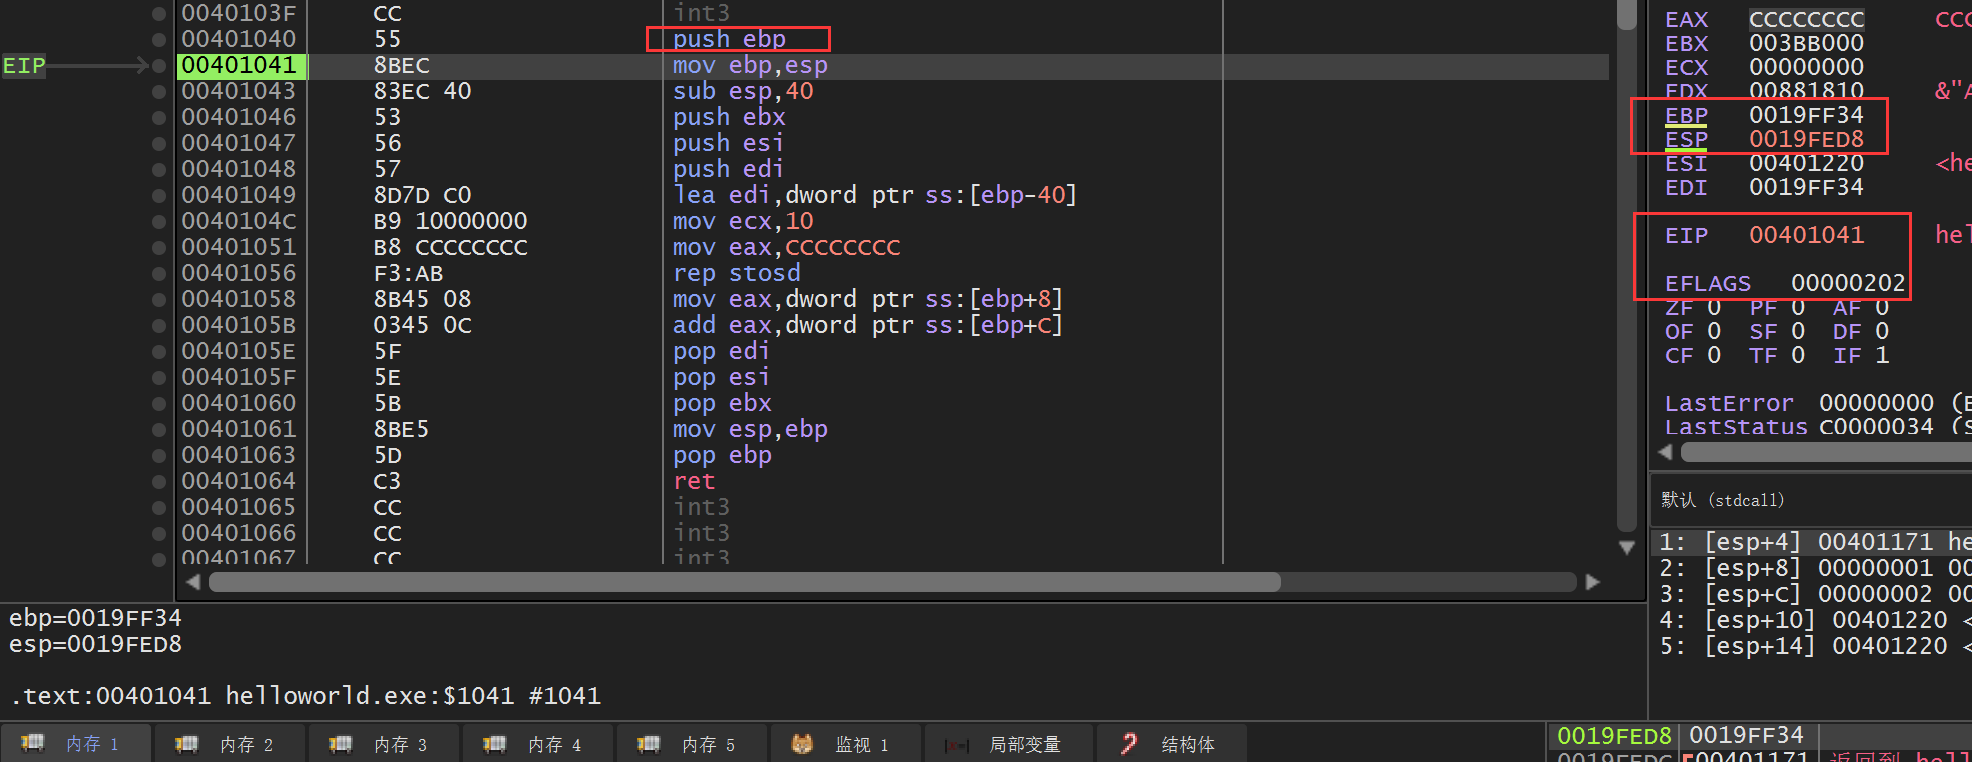 0040103F CC int3
00401040 55 push ebp
EIP 00401041 8BEC mov ebp,esp
00401043 83EC 40 sub esp,40
00401046 53 push ebx
00401047 56 push esi
00401048 57 push edi
00401049 8D7D C0 lea edi,dword ptr ss:[ebp-40]
0040104C B9 10000000 mov ecx,10
00401051 B8 CCCCCCCC mov eax,CCCCCCCC
00401056 F3:AB rep stosd
00401058 8B45 08 mov eax,dword ptr ss:[ebp+8]
0040105B 0345 0C add eax,dword ptr ss:[ebp+C]
0040105E 5F pop edi
0040105F 5E pop esi
00401060 5B pop ebx
00401061 8BE5 mov esp,ebp
00401063 5D pop ebp
00401064 C3 ret
00401065 CC int3
00401066 CC int3
00401067 CC int3
EAX CCCCCCCC CCC
EBX 003BB000
ECX 00000000
EDX 00881810 &"A
EBP 0019FF34
ESP 0019FED8
ESI 00401220 <he
EDI 0019FF34
EIP 00401041 hel
EFLAGS 00000202
ZF 0 PF 0 AF 0
OF 0 SF 0 DF 0
CF 0 TF 0 IF 1
LastError 00000000 (E
LastStatus C0000034 (S
默认 (stdcall)
1: [esp+4] 00401171 he
2: [esp+8] 00000001 00
3: [esp+C] 00000002 00
4: [esp+10] 00401220 <
5: [esp+14] 00401220 <
ebp=0019FF34
esp=0019FED8
.text:00401041 helloworld.exe:$1041 #1041
内存 1 内存 2 内存 3 内存 4 内存 5 监视 1 局部变量 结构体
0019FED8 0019FF34
0019FEDC 00401171 返回到 hell